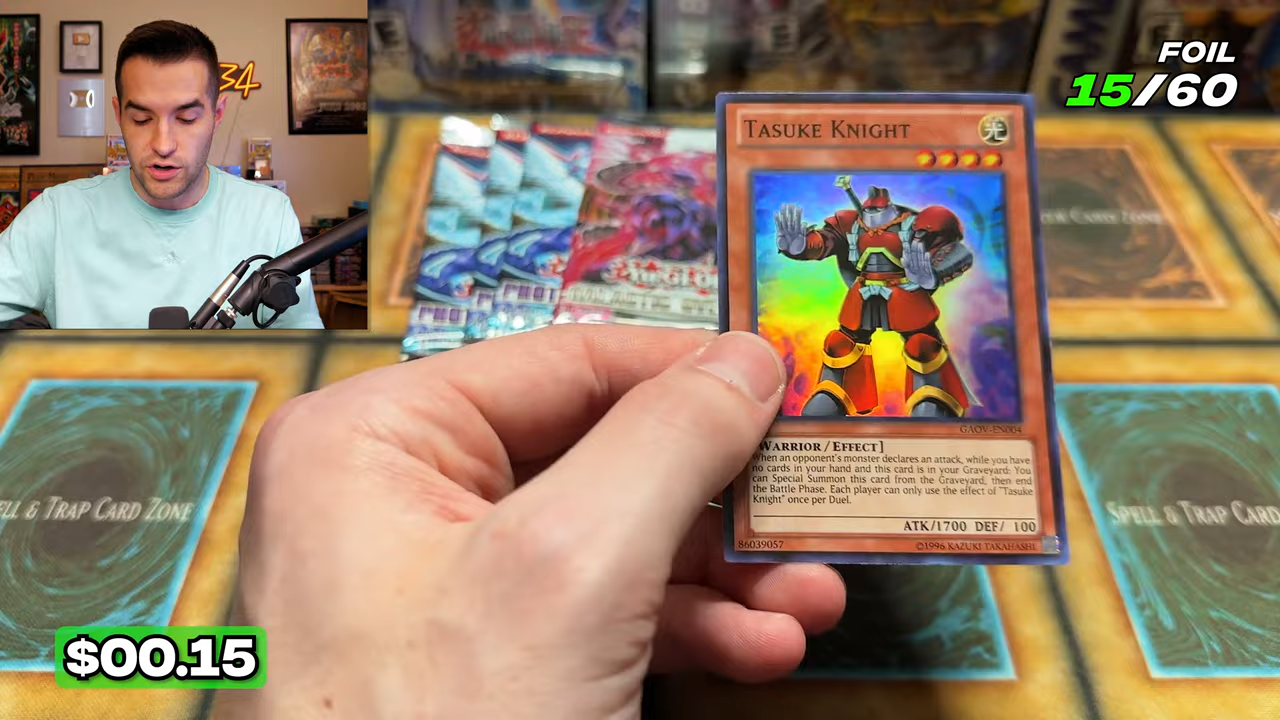 34
FOIL
15/60
TASUKE KNIGHT
光
GAOV-EN004
[WARRIOR/EFFECT]
When an opponent's monster declares an attack, while you have
no cards in your hand and this card is in your Graveyard: You
can Special Summon this card from the Graveyard, then end
the Battle Phase. Each player can only use the effect of "Tasuke
Knight" once per Duel.
ATK/1700 DEF/ 100
86039057
©1996 KAZUKI TAKAHASHI
SPELL & TRAP CARD
LL & TRAP CARD ZONE
$00.15